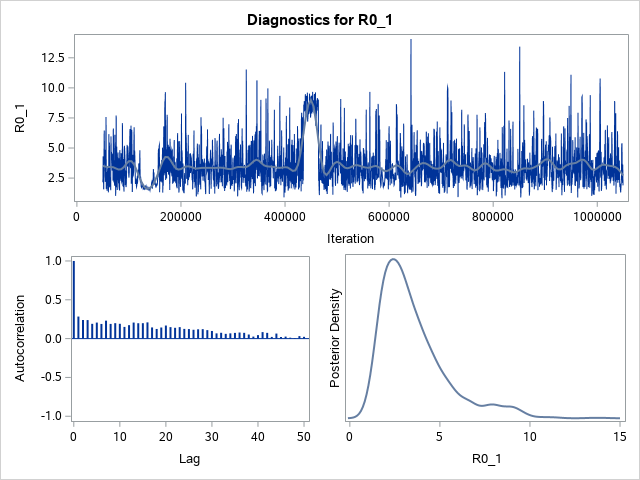 Diagnostics for R0_1
R0_1
12.5
10.0
7.5
5.0
2.5
0 200000 400000 600000 800000 1000000
Iteration
Autocorrelation
1.0
0.5
0.0
-0.5
-1.0
0 10 20 30 40 50
Lag
Posterior Density
0 5 10 15
R0_1